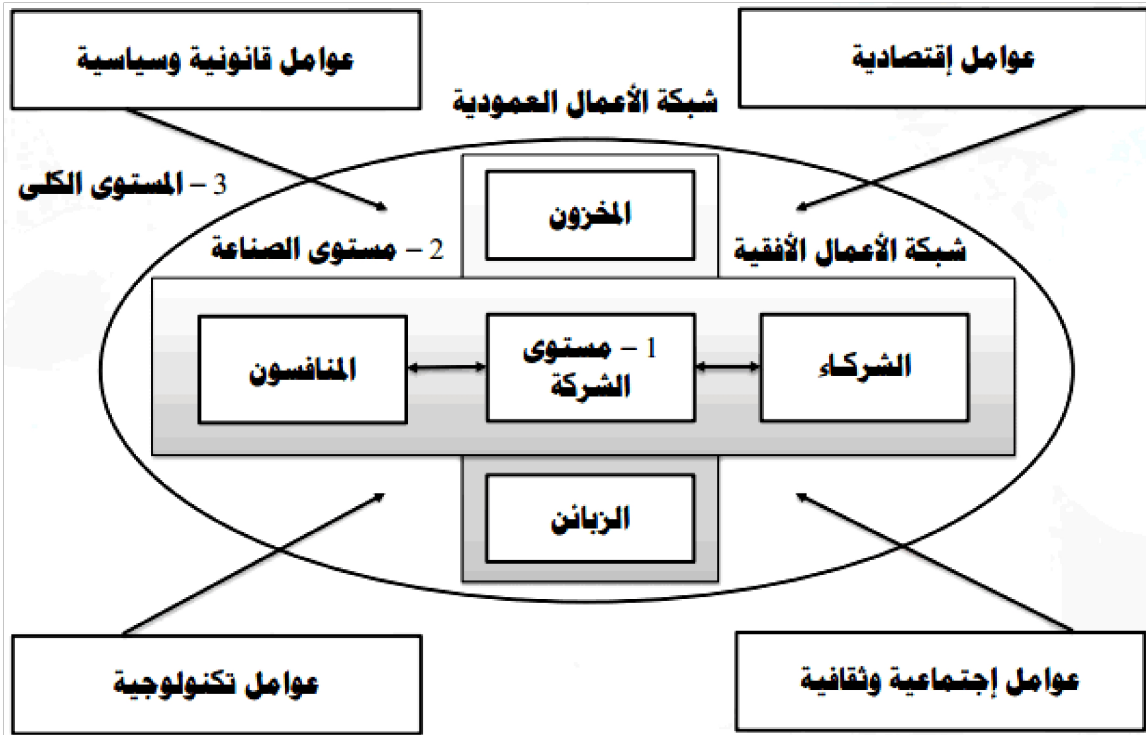 عوامل إقتصادية
عوامل قانونية وسياسية
شبكة الأعمال العمودية
3 – المستوى الكلى
المخزون
شبكة الأعمال الأفقية
2 – مستوى الصناعة
الشركاء
1 – مستوى
الشركة
المنافسون
الزبائن
عوامل إجتماعية وثقافية
عوامل تكنولوجية